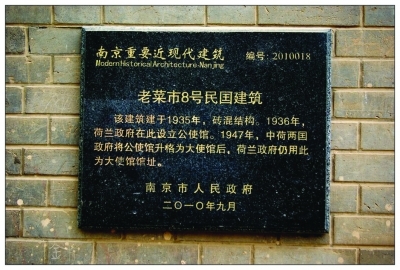 南京重要近现代建筑
编号: 2010018
Modern Historical Architecture·Nanjing
老菜市8号民国建筑
该建筑建于1935年，砖混结构。1936年，
荷兰政府在此设立公使馆。1947年，中荷两国
政府将公使馆升格为大使馆后，荷兰政府仍用此
为大使馆馆址。
南京市人民政府
二〇一〇年九月